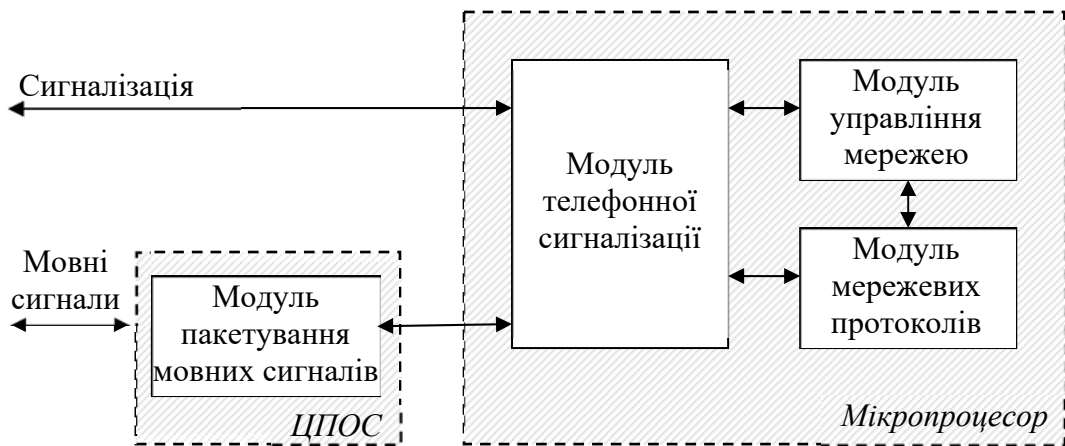 Сигналізація
Мовні
сигнали
Модуль
пакетування
мовних сигналів
ЦПОС
Модуль
телефонної
сигналізації
Модуль
управління
мережею
Модуль
мережевих
протоколів
Мікропроцесор